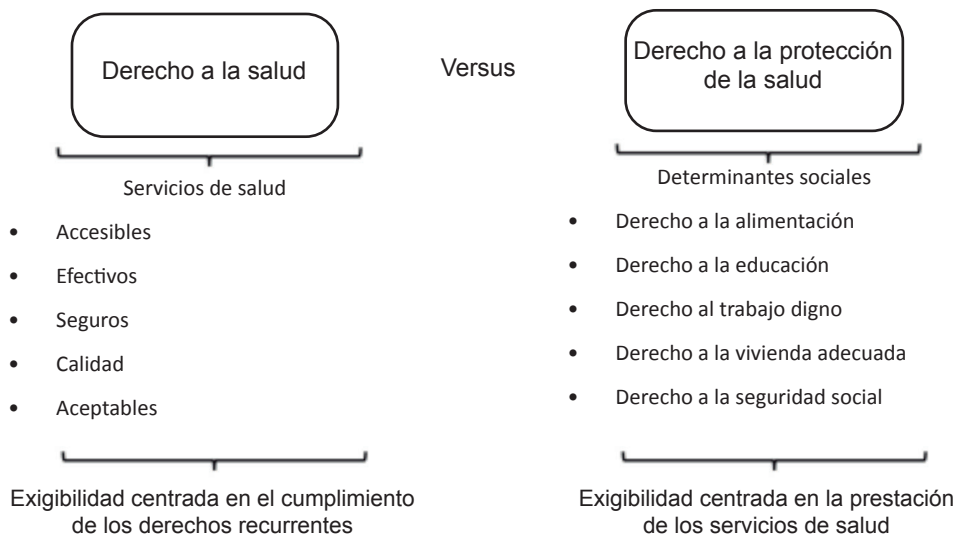 Derecho a la salud
Versus
Derecho a la protección
de la salud
Servicios de salud
• Accesibles
• Efectivos
• Seguros
• Calidad
• Aceptables
Exigibilidad centrada en el cumplimiento
de los derechos recurrentes
Determinantes sociales
• Derecho a la alimentación
• Derecho a la educación
• Derecho al trabajo digno
• Derecho a la vivienda adecuada
• Derecho a la seguridad social
Exigibilidad centrada en la prestación
de los servicios de salud